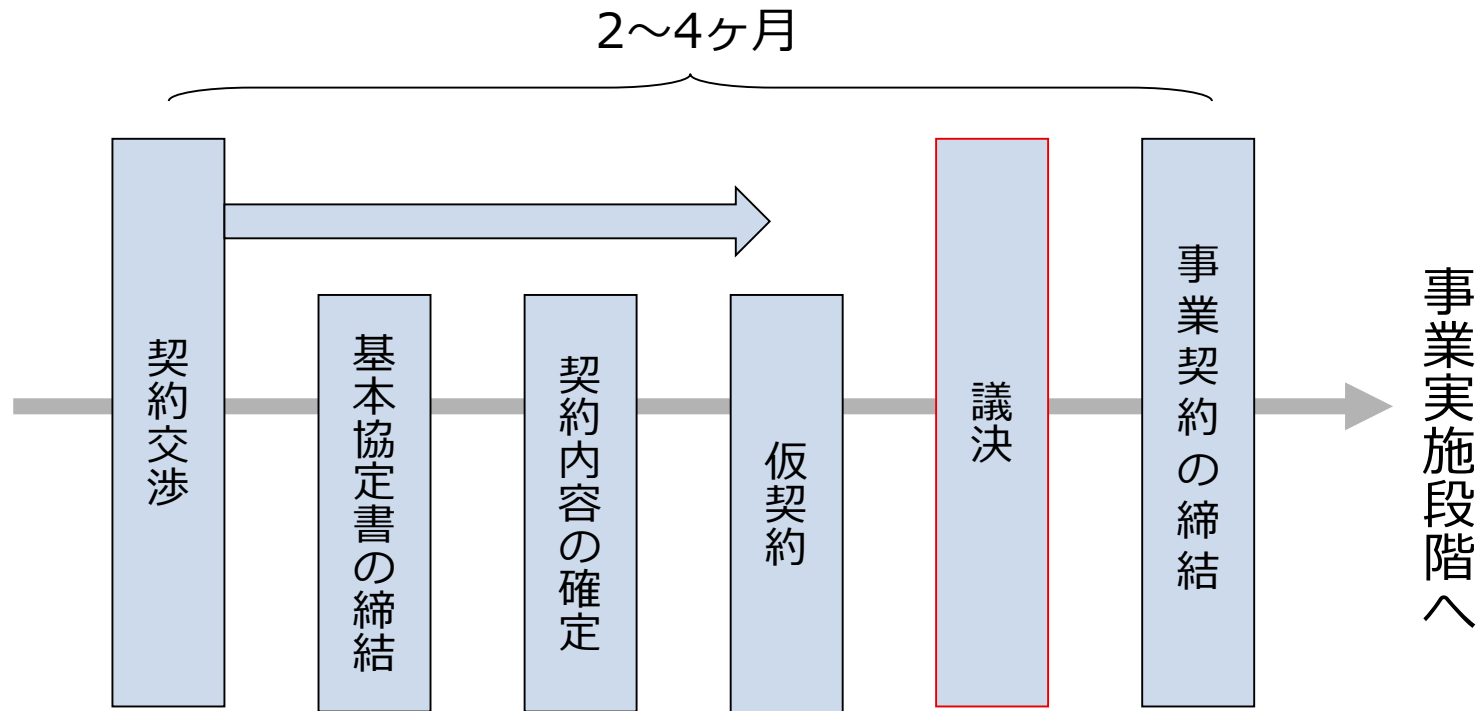 2～4ヶ月
契約交渉
基本協定書の締結
契約内容の確定
仮契約
議決
事業契約の締結
事業実施段階へ